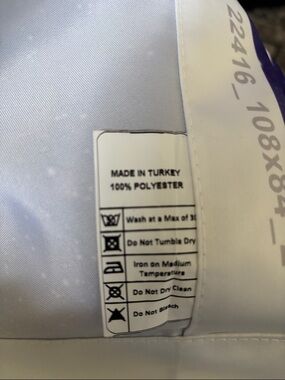 22416_108x84_
MADE IN TURKEY
100% POLYESTER
Wash at a Max of 30
Do Not Tumble Dry
Iron on Medium
Temperature
Do Not Dry Clean
Do Not Bleach